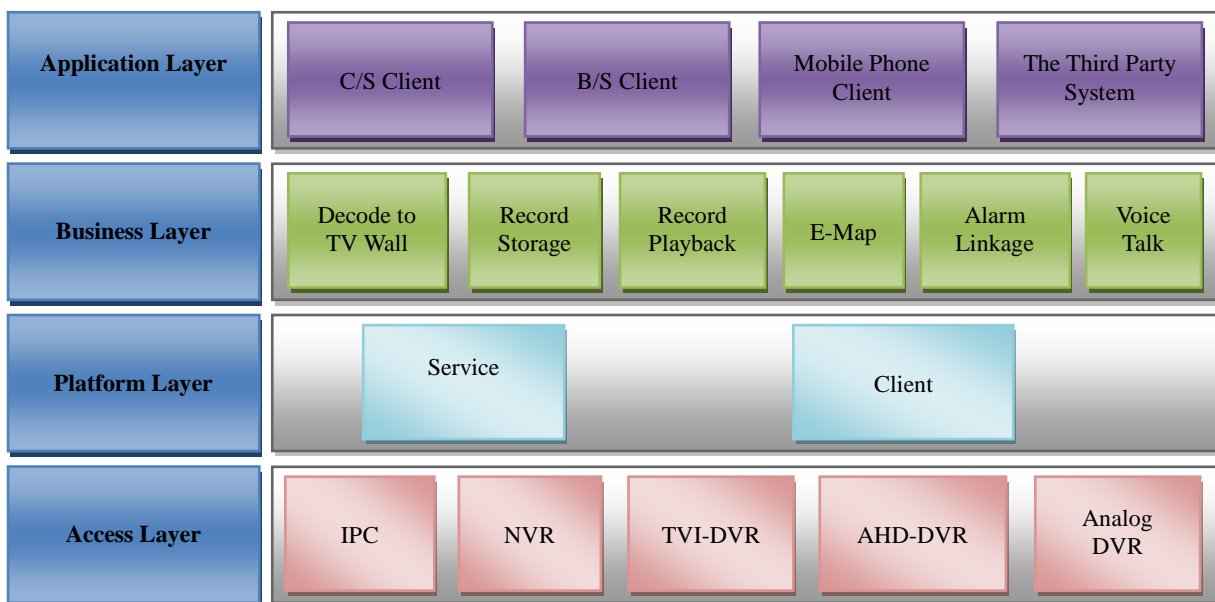 Application Layer
C/S Client
B/S Client
Mobile Phone
Client
The Third Party
System
Business Layer
Decode to
TV Wall
Record
Storage
Record
Playback
E-Map
Alarm
Linkage
Voice
Talk
Platform Layer
Service
Client
Access Layer
IPC
NVR
TVI-DVR
AHD-DVR
Analog
DVR